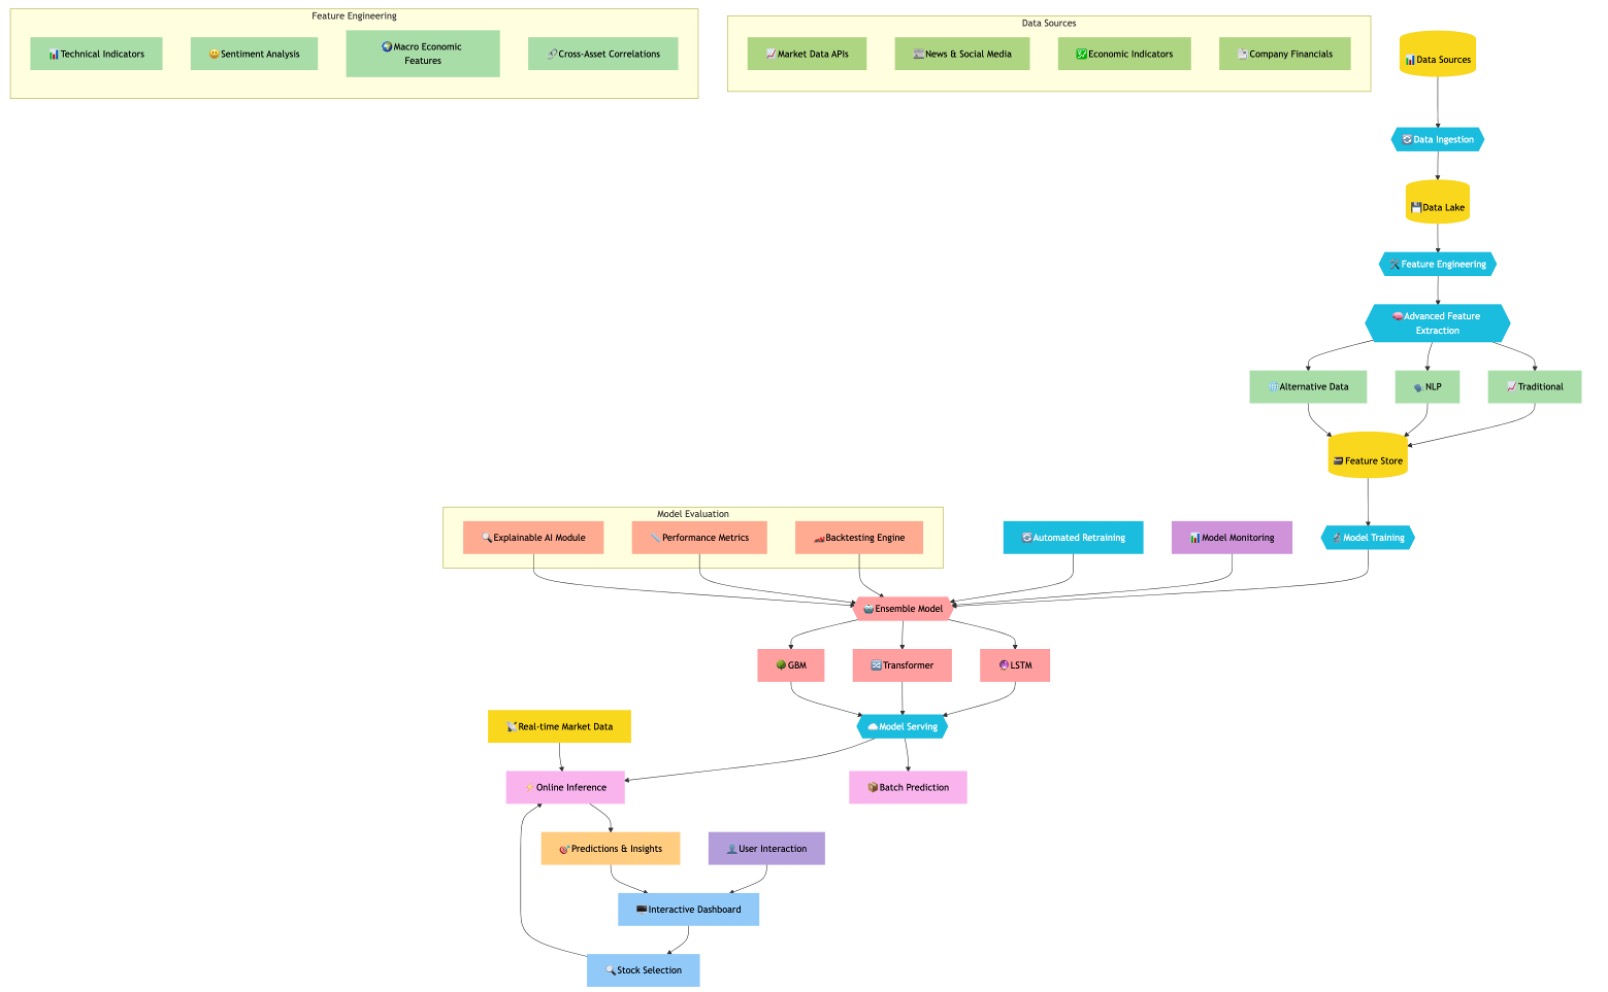 Feature Engineering
Technical Indicators
Sentiment Analysis
Macro Economic
Features
Cross-Asset Correlations
Data Sources
Market Data APIs
News & Social Media
Economic Indicators
Company Financials
Data Sources
Data Ingestion
Data Lake
Feature Engineering
Advanced Feature
Extraction
Alternative Data
NLP
Traditional
Feature Store
Model Evaluation
Explainable AI Module
Performance Metrics
Backtesting Engine
Automated Retraining
Model Monitoring
Model Training
Ensemble Model
GBM
Transformer
LSTM
Real-time Market Data
Model Serving
Online Inference
Batch Prediction
Predictions & Insights
User Interaction
Interactive Dashboard
Stock Selection